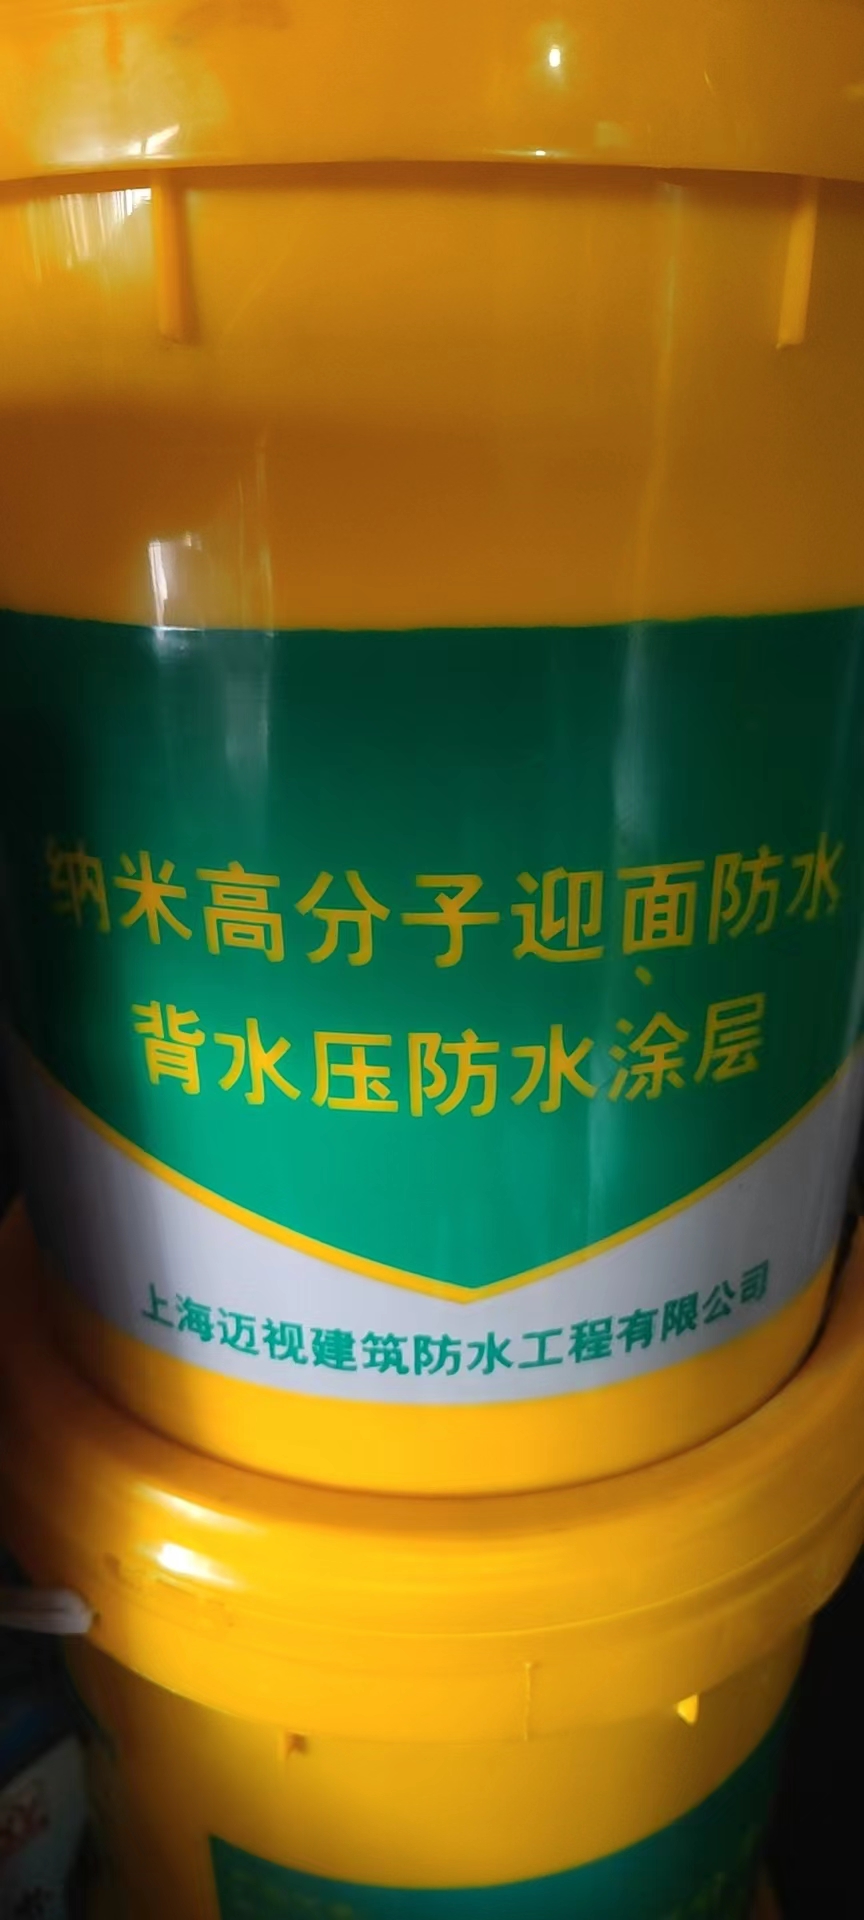 纳米高分子迎面防水、
背水压防水涂层
上海迈视建筑防水工程有限公司